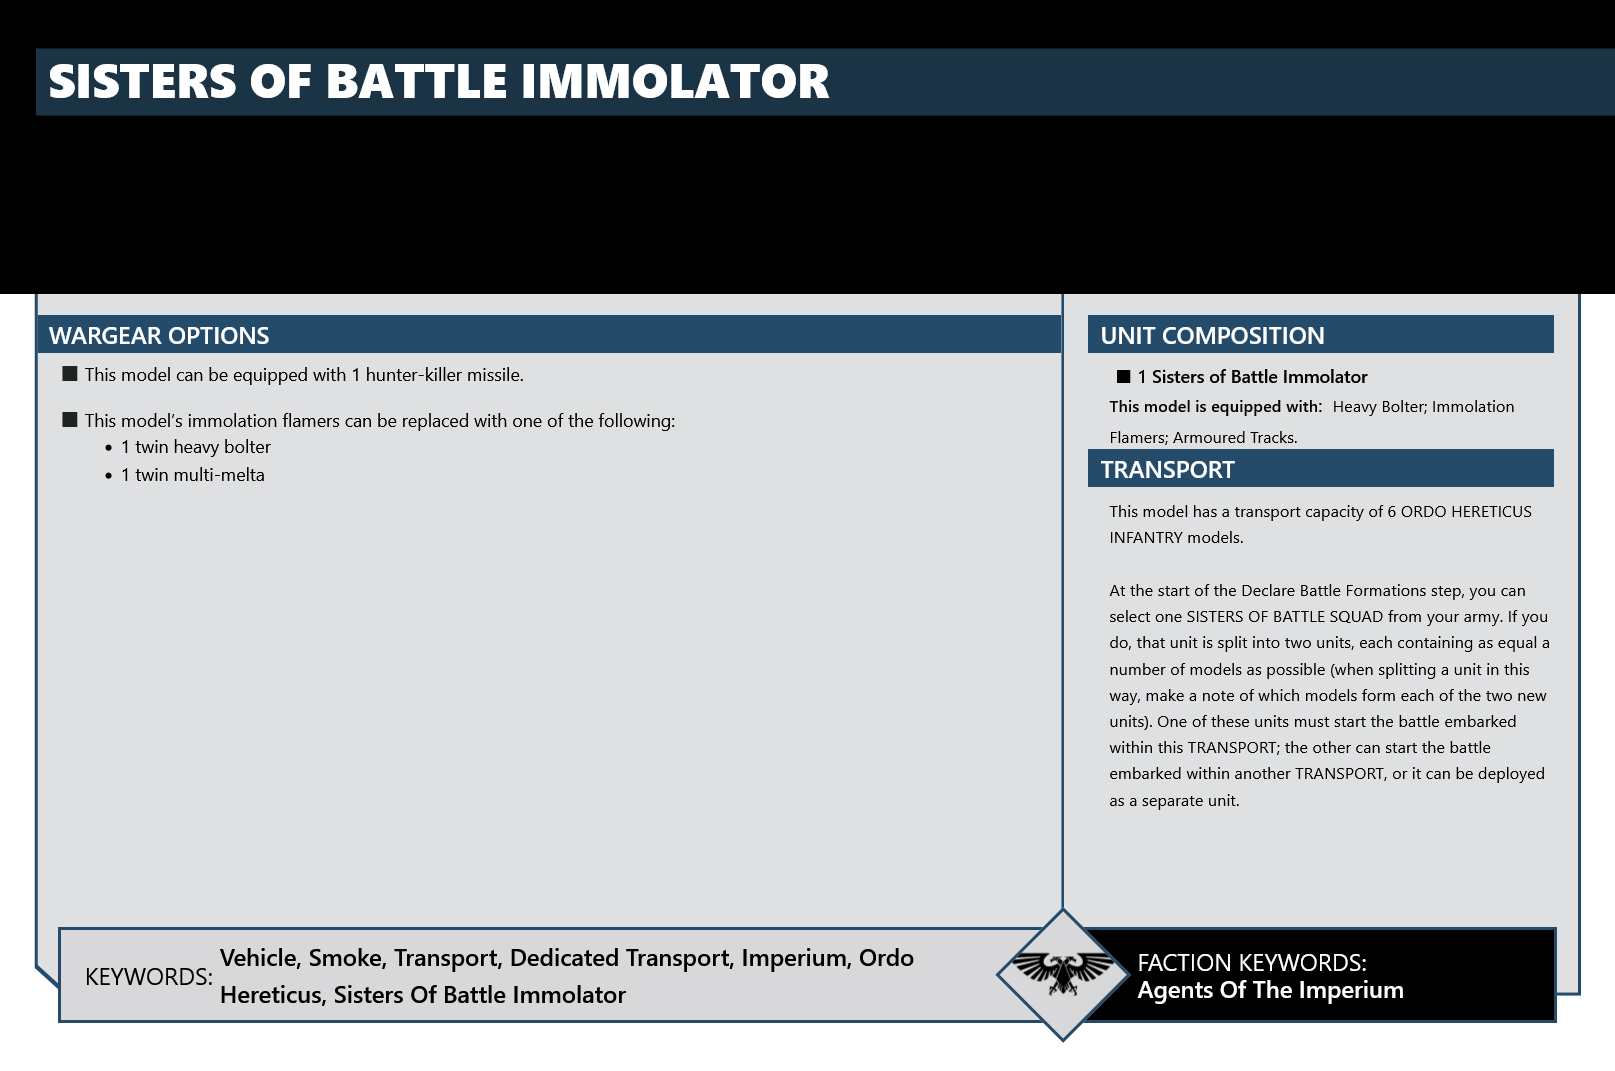 SISTERS OF BATTLE IMMOLATOR
WARGEAR OPTIONS
■ This model can be equipped with 1 hunter-killer missile.
■ This model's immolation flamers can be replaced with one of the following:
• 1 twin heavy bolter
• 1 twin multi-melta
UNIT COMPOSITION
■ 1 Sisters of Battle Immolator
This model is equipped with: Heavy Bolter; Immolation
Flamers; Armoured Tracks.
TRANSPORT
This model has a transport capacity of 6 ORDO HERETICUS
INFANTRY models.
At the start of the Declare Battle Formations step, you can
select one SISTERS OF BATTLE SQUAD from your army. If you
do, that unit is split into two units, each containing as equal a
number of models as possible (when splitting a unit in this
way, make a note of which models form each of the two new
units). One of these units must start the battle embarked
within this TRANSPORT; the other can start the battle
embarked within another TRANSPORT, or it can be deployed
as a separate unit.
KEYWORDS: Vehicle, Smoke, Transport, Dedicated Transport, Imperium, Ordo
Hereticus, Sisters Of Battle Immolator
FACTION KEYWORDS:
Agents Of The Imperium